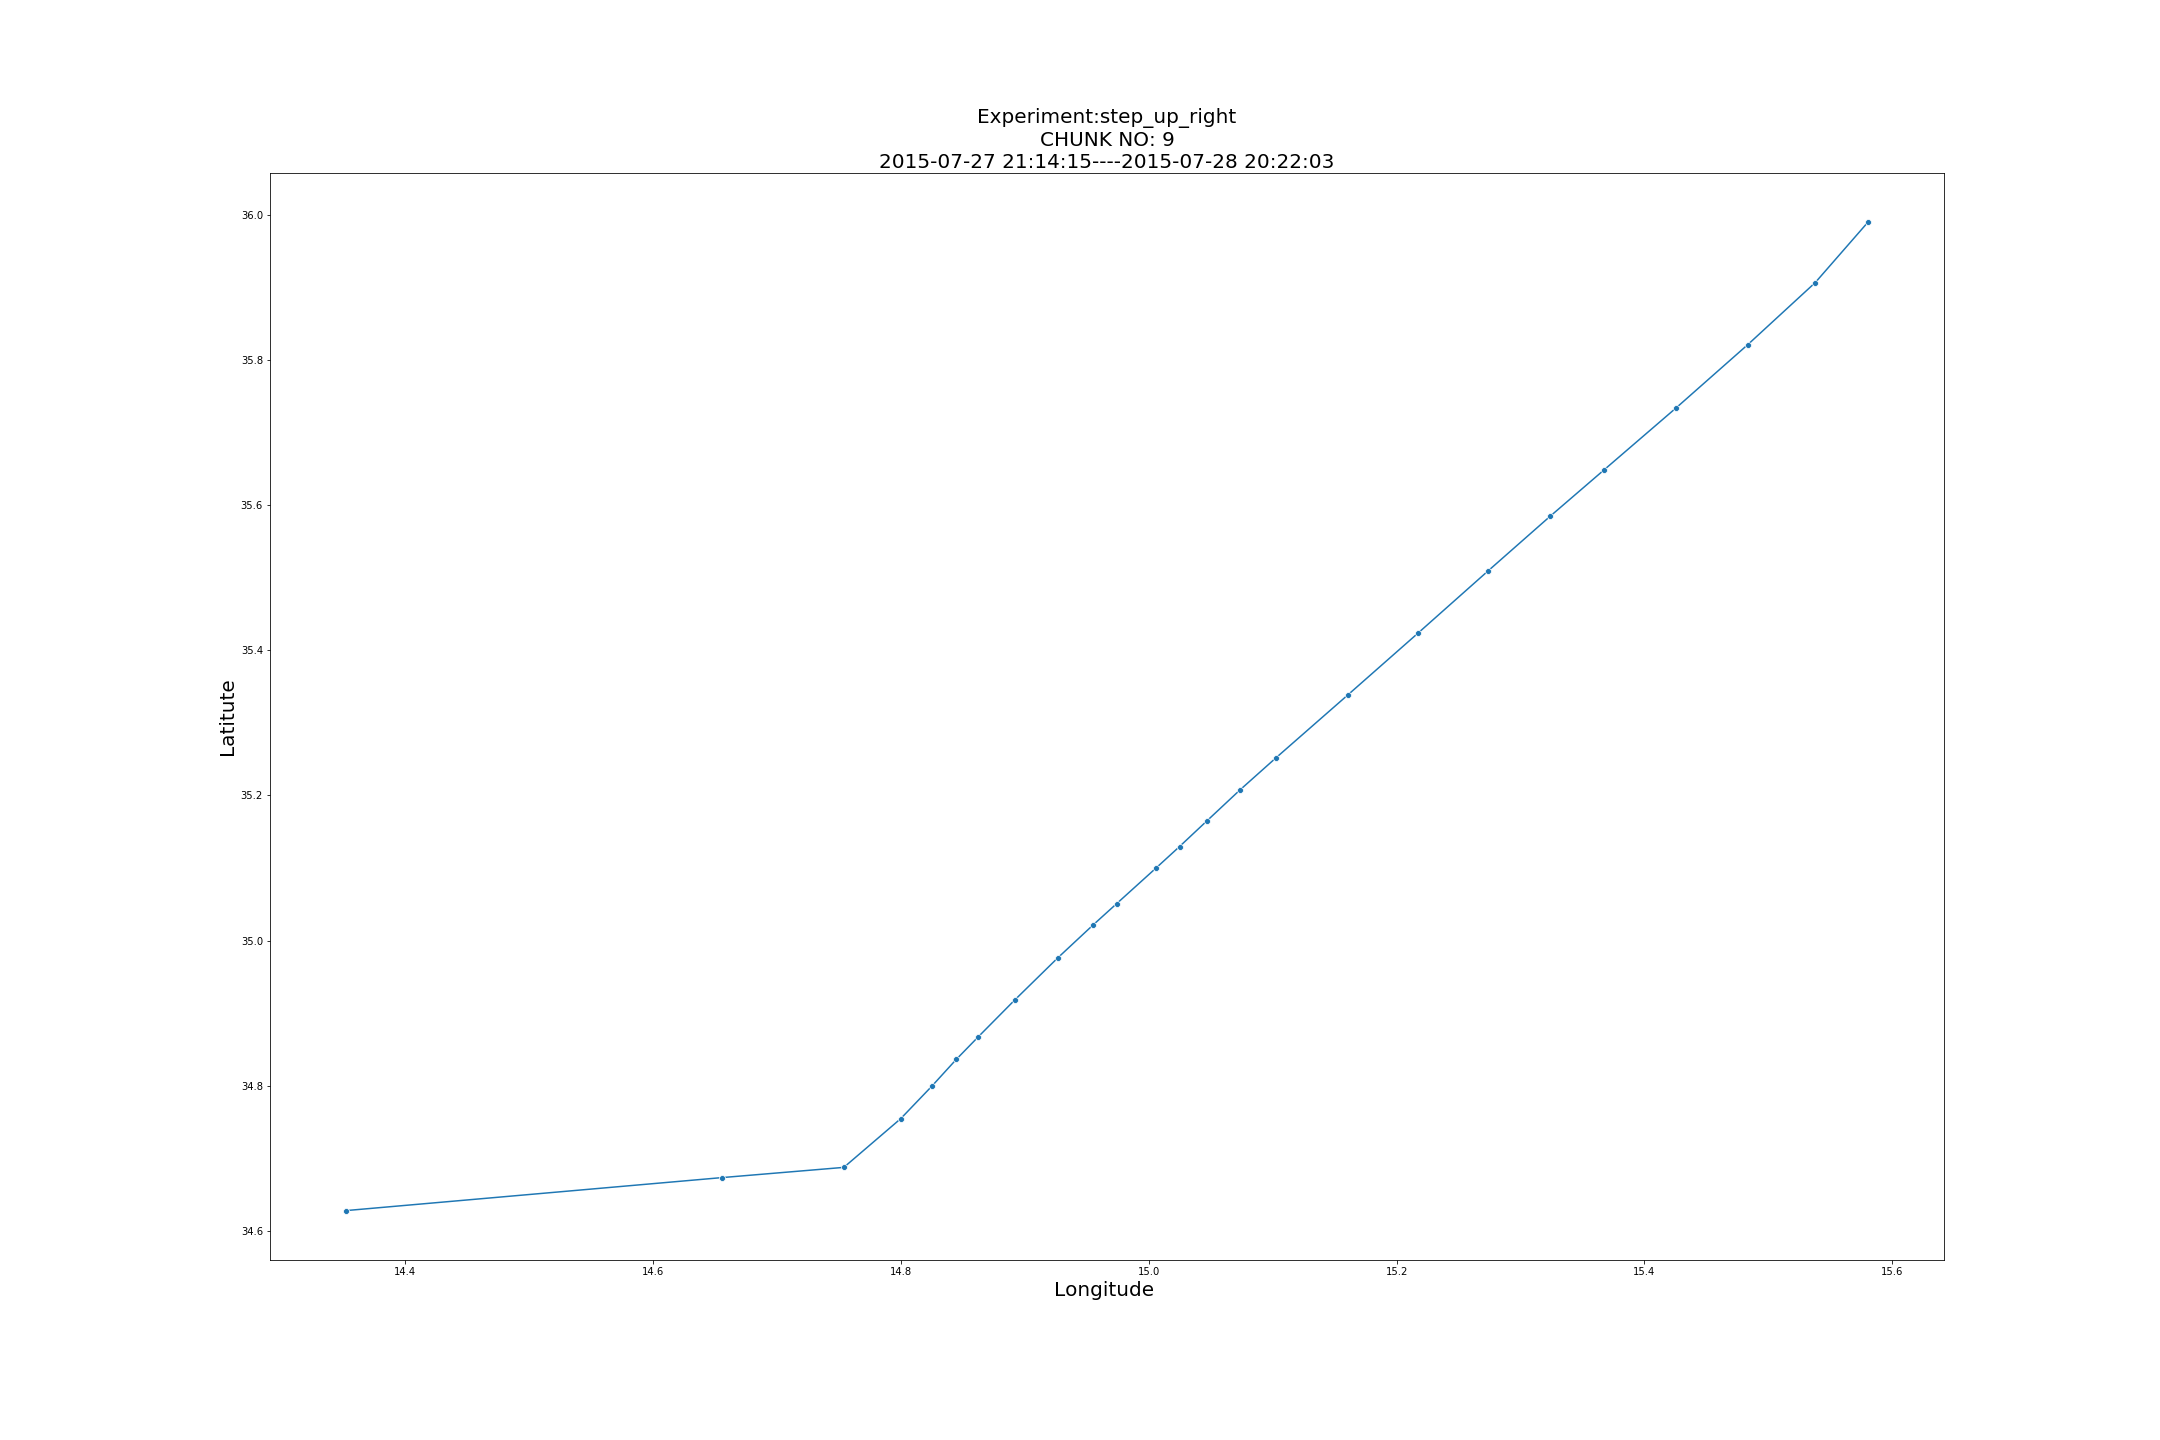 Experiment:step_up_right
CHUNK NO: 9
2015-07-27 21:14:15----2015-07-28 20:22:03
36.0
35.8
35.6
35.4
35.2
35.0
34.8
34.6
Latitute
14.4 14.6 14.8 15.0 15.2 15.4 15.6
Longitude